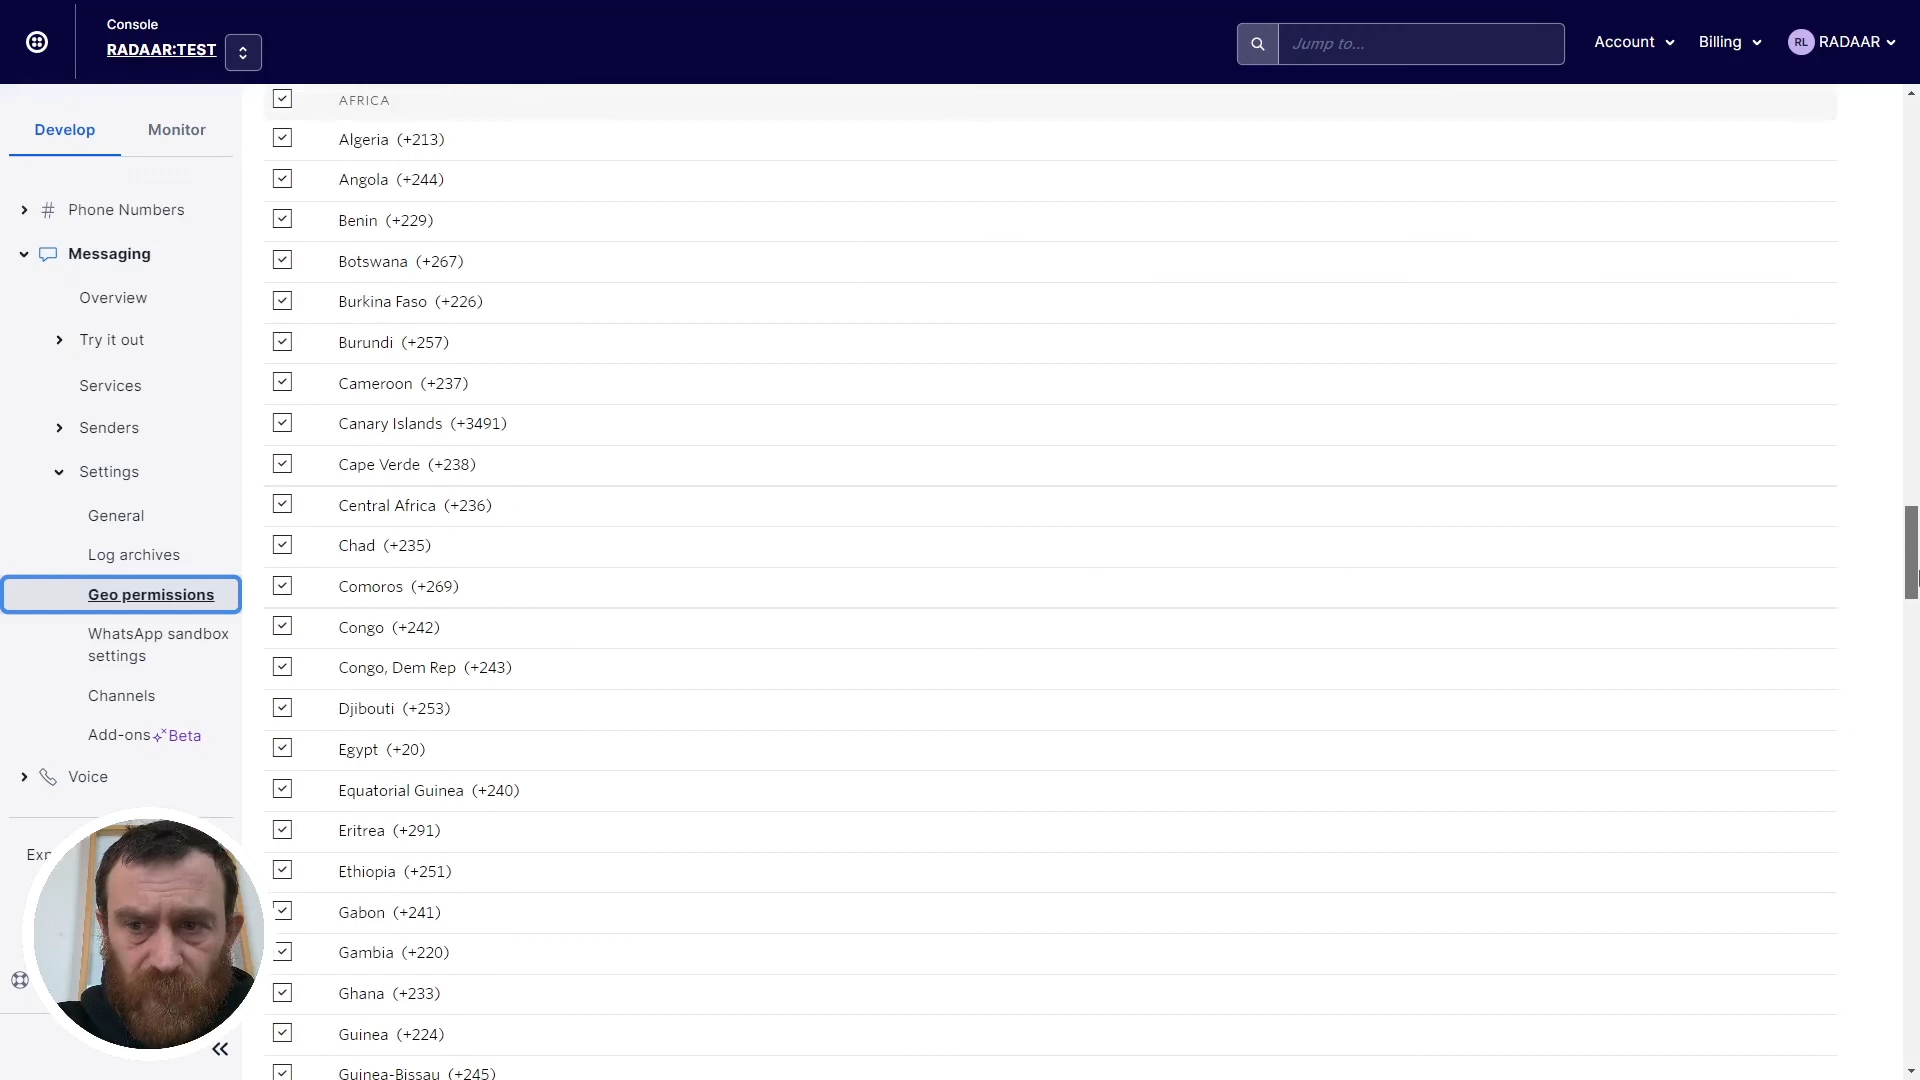 Console
RADAAR:TEST
Jump to...
Account
Billing
RL RADAAR
Develop
Monitor
Phone Numbers
Messaging
Overview
Try it out
Services
Senders
Settings
General
Log archives
Geo permissions
WhatsApp sandbox
settings
Channels
Add-ons Beta
Voice
AFRICA
Algeria (+213)
Angola (+244)
Benin (+229)
Botswana (+267)
Burkina Faso (+226)
Burundi (+257)
Cameroon (+237)
Canary Islands (+3491)
Cape Verde (+238)
Central Africa (+236)
Chad (+235)
Comoros (+269)
Congo (+242)
Congo, Dem Rep (+243)
Djibouti (+253)
Egypt (+20)
Equatorial Guinea (+240)
Eritrea (+291)
Ethiopia (+251)
Gabon (+241)
Gambia (+220)
Ghana (+233)
Guinea (+224)
Guinea-Bissau (+245)